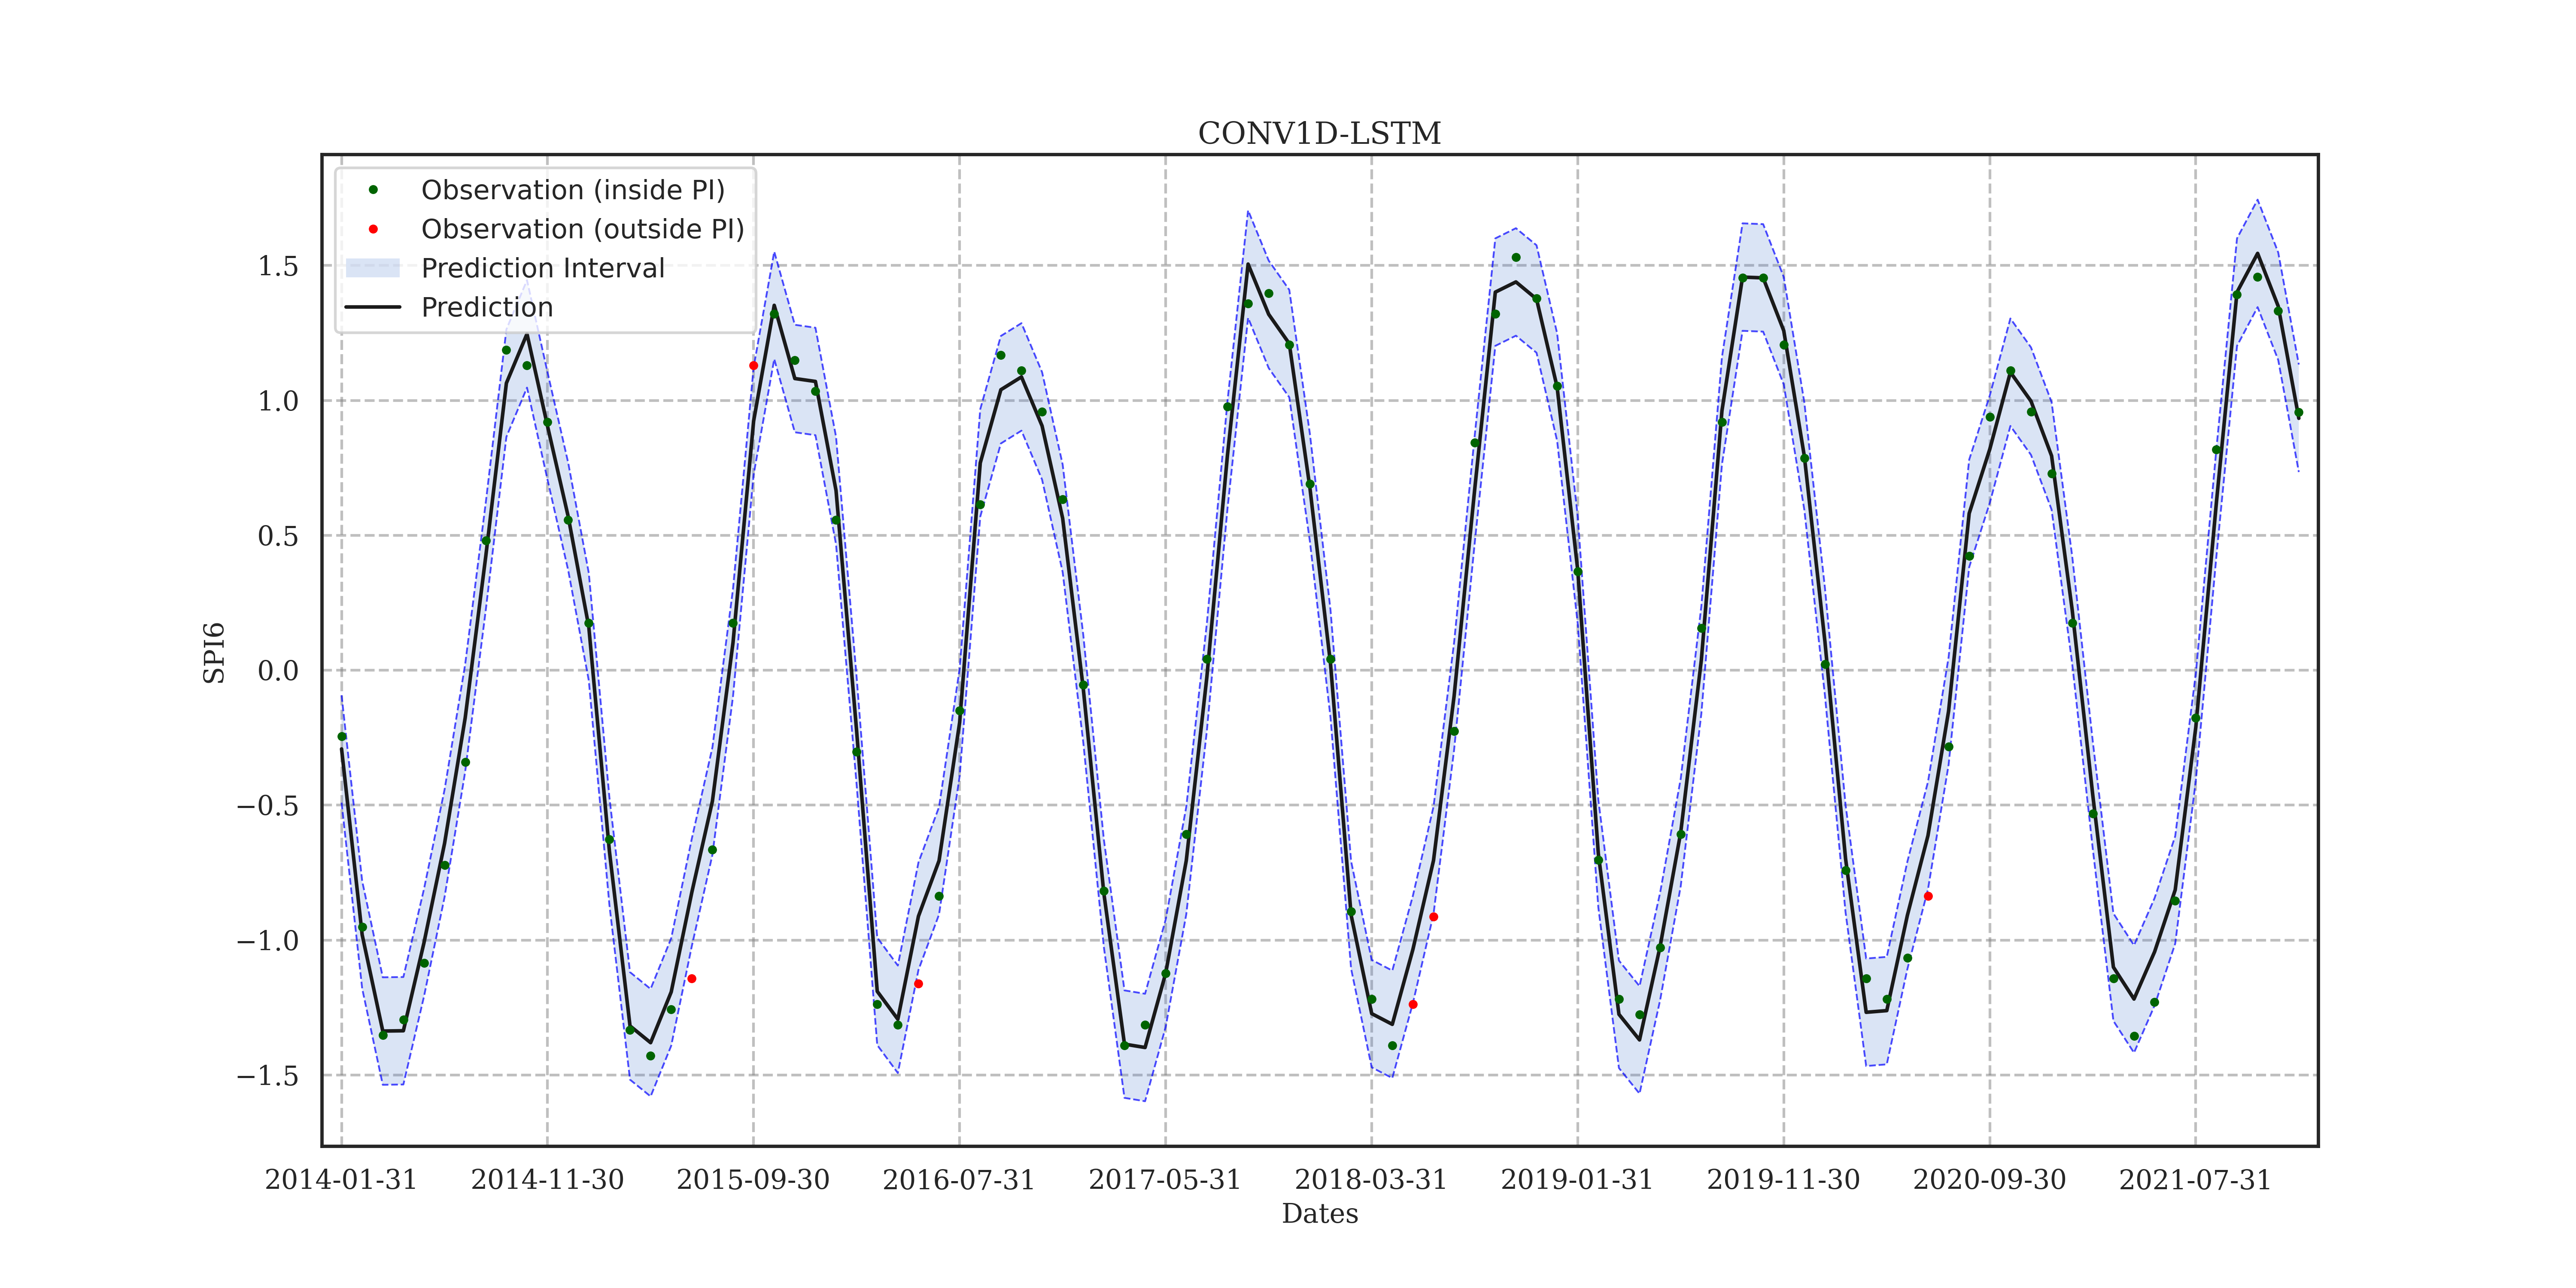 CONV1D-LSTM
Observation (inside PI)
Observation (outside PI)
Prediction Interval
Prediction
1.5
1.0
0.5
0.0
−0.5
−1.0
−1.5
SPI6
2014-01-31 2014-11-30 2015-09-30 2016-07-31 2017-05-31 2018-03-31 2019-01-31 2019-11-30 2020-09-30 2021-07-31
Dates